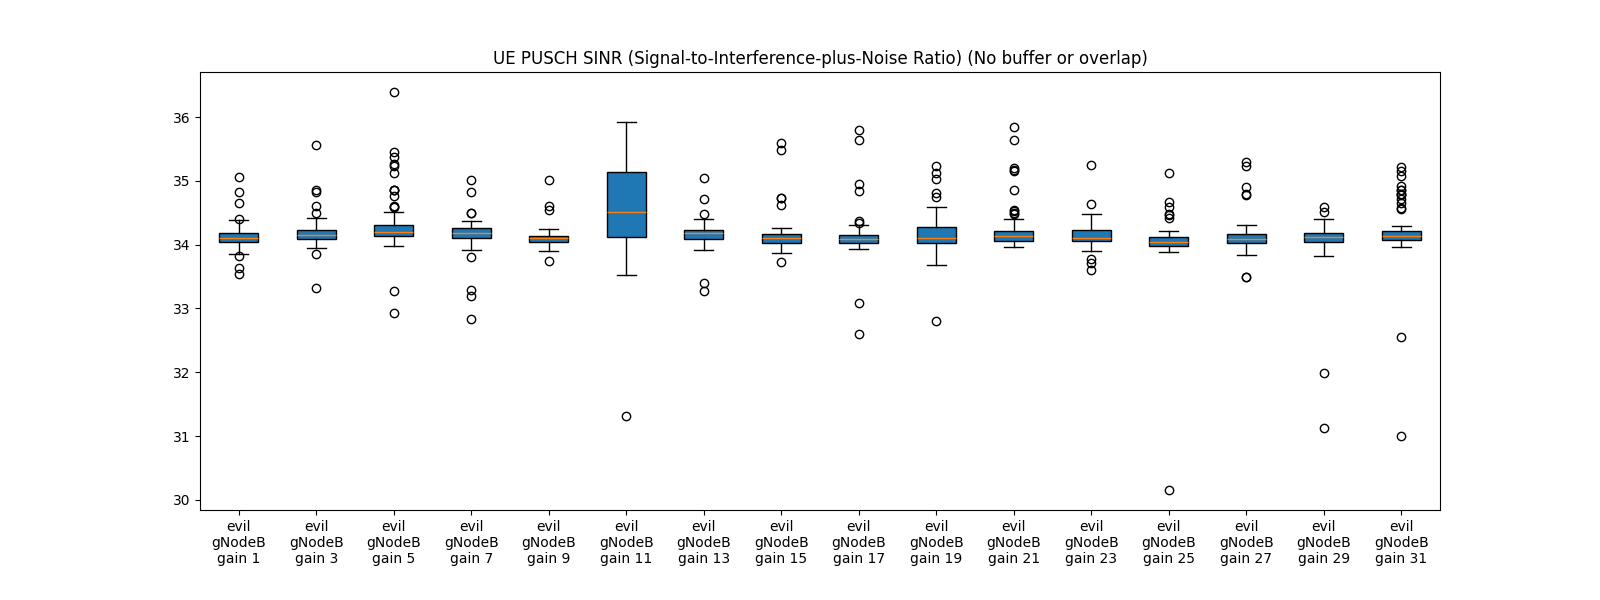 UE PUSCH SINR (Signal-to-Interference-plus-Noise Ratio) (No buffer or overlap)
36
35
34
33
32
31
30
evil gNodeB gain 1
evil gNodeB gain 3
evil gNodeB gain 5
evil gNodeB gain 7
evil gNodeB gain 9
evil gNodeB gain 11
evil gNodeB gain 13
evil gNodeB gain 15
evil gNodeB gain 17
evil gNodeB gain 19
evil gNodeB gain 21
evil gNodeB gain 23
evil gNodeB gain 25
evil gNodeB gain 27
evil gNodeB gain 29
evil gNodeB gain 31